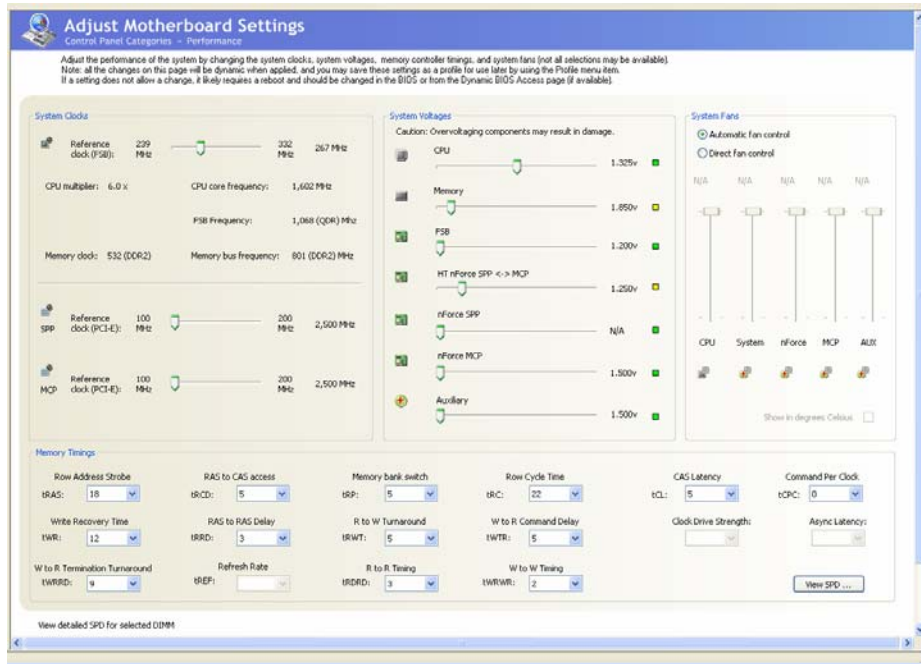 Adjust Motherboard Settings
Control Panel Categories - Performance
Adjust the performance of the system by changing the system clocks, system voltages, memory controller timings, and system fans (not all selections may be available).
Note: all the changes on this page will be dynamic when applied, and you may save these settings as a profile for use later by using the Profile menu item.
If a setting does not allow a change, it likely requires a reboot and should be changed in the BIOS or from the Dynamic BIOS Access page (if available).
System Clocks
Reference clock (FSB): 239 MHz 332 MHz 267 MHz
CPU multiplier: 6.0 x CPU core frequency: 1,602 MHz
FSB Frequency: 1,068 (QDR) Mhz
Memory clock: 532 (DDR2) Memory bus frequency: 801 (DDR2) MHz
SPP Reference clock (PCI-E): 100 MHz 200 MHz 2,500 MHz
MCP Reference clock (PCI-E): 100 MHz 200 MHz 2,500 MHz
System Voltages
Caution: Overvoltaging components may result in damage.
CPU 1.325v
Memory 1.850v
FSB 1.200v
HT nForce SPP <-> MCP 1.250v
nForce SPP N/A
nForce MCP 1.500v
Auxiliary 1.500v
System Fans
Automatic fan control
Direct fan control
N/A N/A N/A N/A N/A
CPU System nForce MCP AUX
Show in degrees Celsius
Memory Timings
Row Address Strobe RAS to CAS access Memory bank switch Row Cycle Time CAS Latency Command Per Clock
tRAS: 18 tRCD: 5 tRP: 5 tRC: 22 tCL: 5 tCPC: 0
Write Recovery Time RAS to RAS Delay R to W Turnaround W to R Command Delay Clock Drive Strength: Async Latency:
tWR: 12 tRRD: 3 tRWT: 5 tWTR: 5
W to R Termination Turnaround Refresh Rate R to R Timing W to W Timing
tWRRD: 9 tREF: tRDRD: 3 tWRWR: 2 View SPD ...
View detailed SPD for selected DIMM